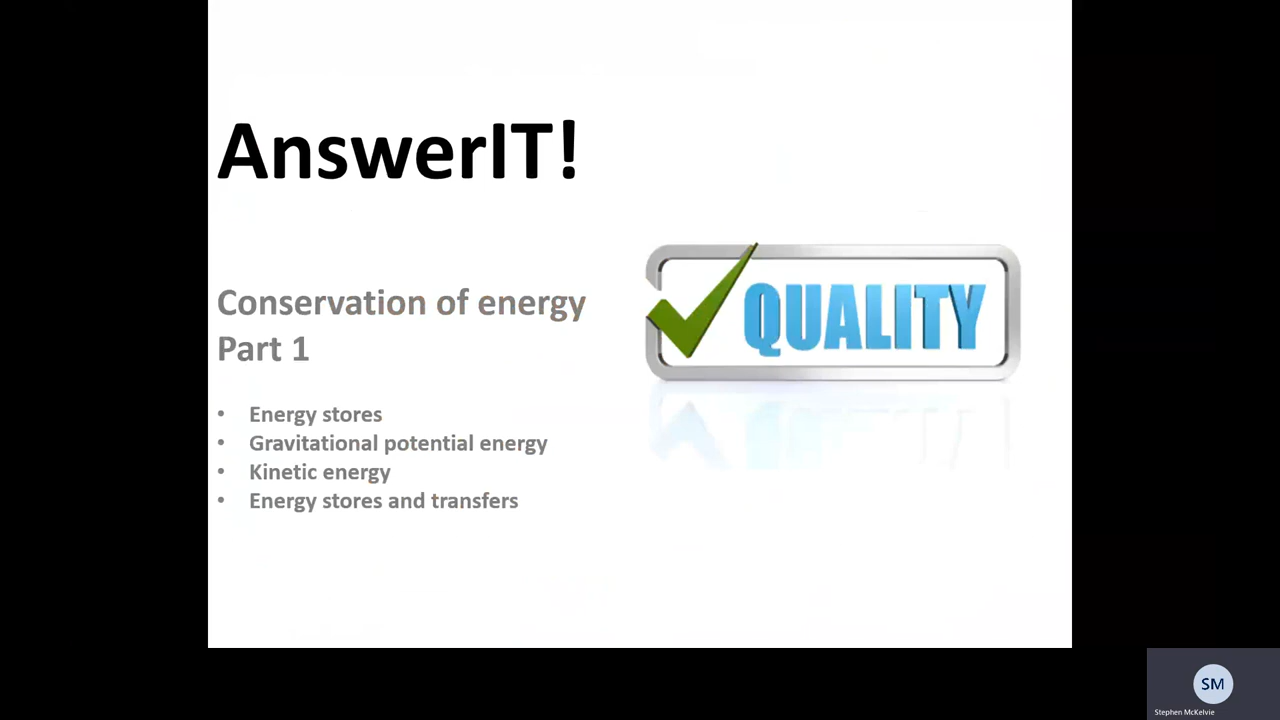 AnswerIT!
Conservation of energy
Part 1
• Energy stores
• Gravitational potential energy
• Kinetic energy
• Energy stores and transfers
QUALITY
SM
Stephen McKelvie